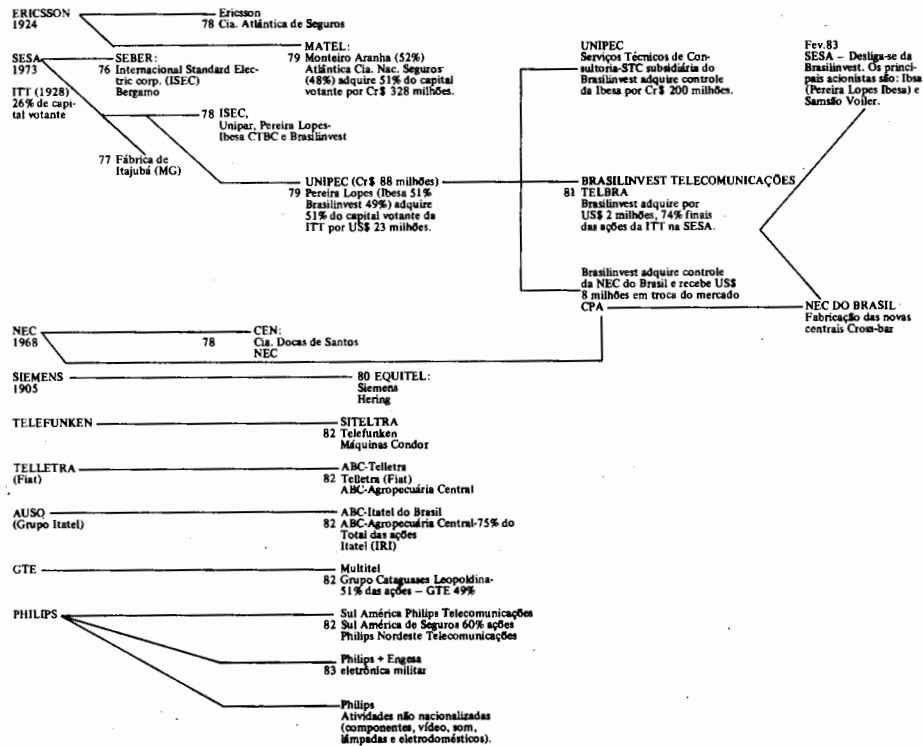 ERICSSON
1924
Ericsson
78 Cia. Atlântica de Seguros
SESA
1973
ITT (1928)
26% de capi-
tal votante
SEBER:
76 Internacional Standard Elec-
tric corp. (ISEC)
Bergamo
MATEL:
79 Monteiro Aranha (52%)
Atlântica Cia. Nac. Seguros
(48%) adquire 51% do capital
votante por Cr$ 328 milhões.
UNIPEC
Serviços Técnicos de Con-
sultoria-STC subsidiária do
Brasilinvest adquire controle
da Ibesa por Cr$ 200 milhões.
Fev.83
SESA – Desliga-se da
Brasilinvest. Os princi-
pais acionistas são: Ibsa
(Pereira Lopes Ibesa) e
Samsão Voiler.
78 ISEC,
Unipar, Pereira Lopes-
Ibesa CTBC e Brasilinvest
77 Fábrica de
Itajubá (MG)
UNIPEC (Cr$ 88 milhões)
79 Pereira Lopes (Ibesa 51%
Brasilinvest 49%) adquire
51% do capital votante da
ITT por US$ 23 milhões.
BRASILINVEST TELECOMUNICAÇÕES
81 TELBRA
Brasilinvest adquire por
US$ 2 milhões, 74% finais
das ações da ITT na SESA.
Brasilinvest adquire controle
da NEC do Brasil e recebe US$
8 milhões em troca do mercado
CPA
NEC DO BRASIL
Fabricação das novas
centrais Cross-bar
NEC
1968
CEN:
78 Cia. Docas de Santos
NEC
SIEMENS
1905
80 EQUITEL:
Siemens
Hering
TELEFUNKEN
SITELTRA
82 Telefunken
Máquinas Condor
TELLETRA
(Fiat)
ABC-Telletra
82 Telletra (Fiat)
ABC-Agropecuária Central
AUSO
(Grupo Itatel)
ABC-Itatel do Brasil
82 ABC-Agropecuária Central-75% do
Total das ações
Itatel (IRI)
GTE
Multitel
82 Grupo Cataguases Leopoldina-
51% das ações – GTE 49%
PHILIPS
Sul América Philips Telecomunicações
82 Sul América de Seguros 60% ações
Philips Nordeste Telecomunicações
Philips + Engesa
83 eletrônica militar
Philips
Atividades não nacionalizadas
(componentes, vídeo, som,
lâmpadas e eletrodomésticos).